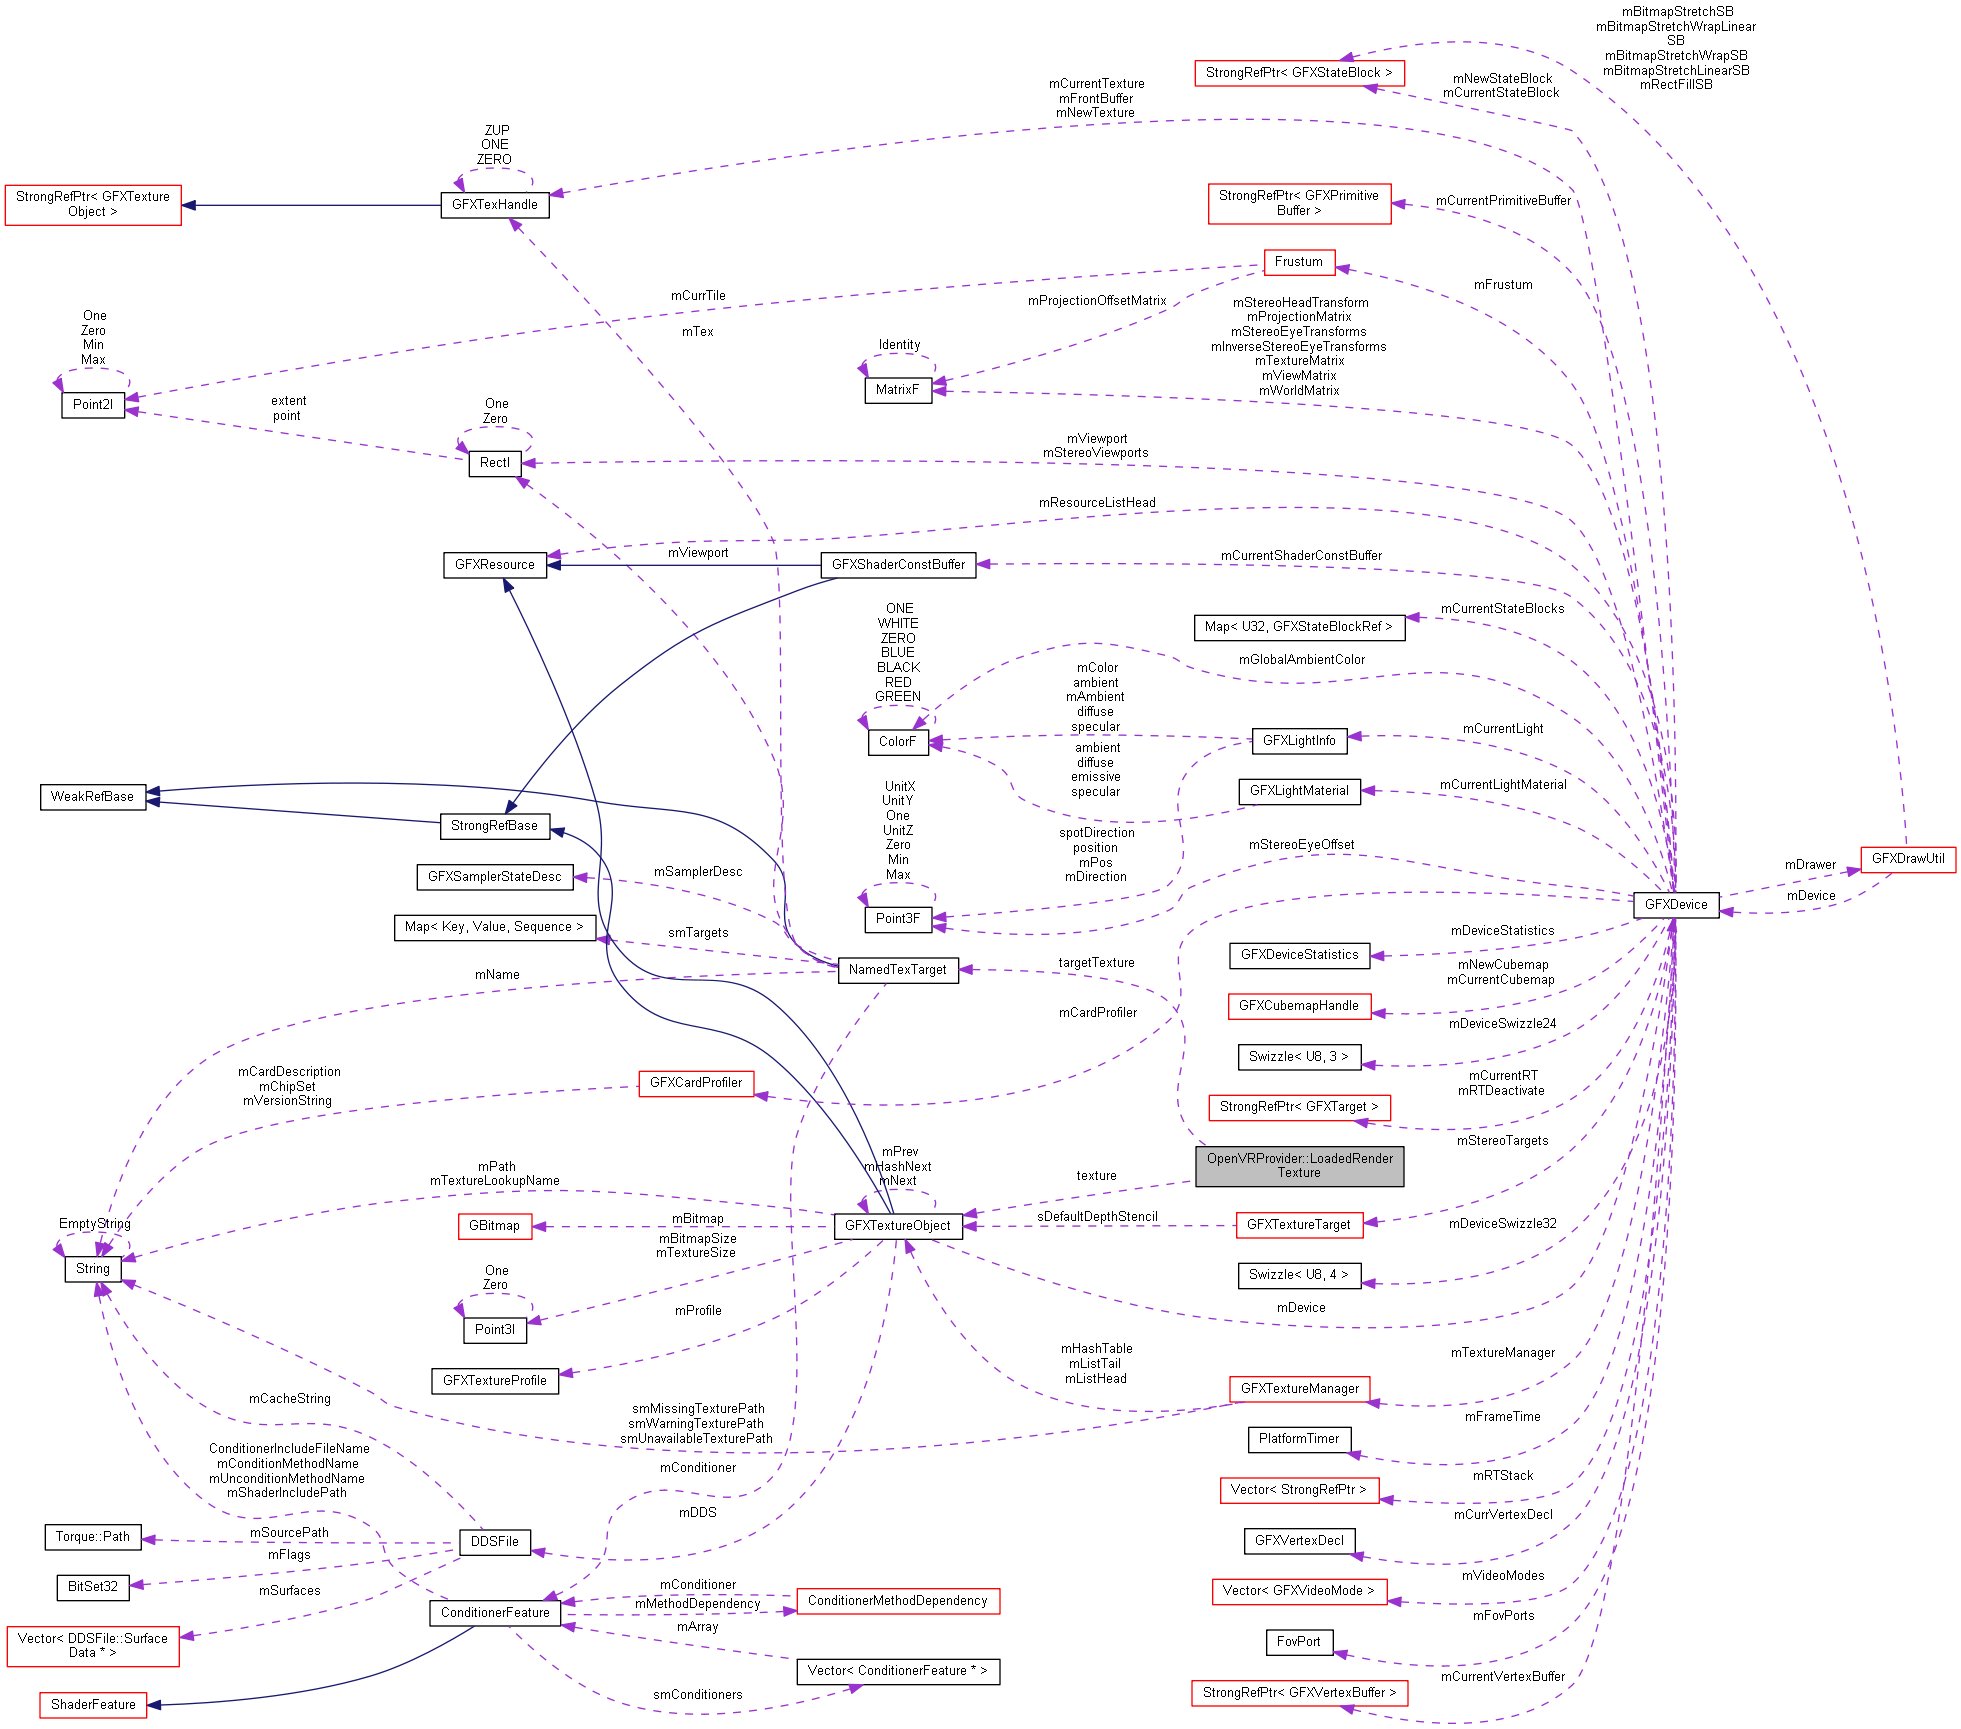 mBitmapStretchSB
mBitmapStretchWrapLinear
SB
mBitmapStretchWrapSB
mBitmapStretchLinearSB
mRectFillSB
StrongRefPtr< GFXStateBlock >
mNewStateBlock
mCurrentStateBlock
mCurrentTexture
mFrontBuffer
mNewTexture
ZUP
ONE
ZERO
StrongRefPtr< GFXTexture
Object >
GFXTexHandle
StrongRefPtr< GFXPrimitive
Buffer >
mCurrentPrimitiveBuffer
Frustum
mFrustum
mCurrTile
mTex
mProjectionOffsetMatrix
mStereoHeadTransform
mProjectionMatrix
mStereoEyeTransforms
mInverseStereoEyeTransforms
mTextureMatrix
mViewMatrix
mWorldMatrix
One
Zero
Min
Max
Point2I
Identity
MatrixF
extent
point
One
Zero
RectI
mViewport
mStereoViewports
mResourceListHead
GFXResource
mViewport
GFXShaderConstBuffer
mCurrentShaderConstBuffer
ONE
WHITE
ZERO
BLUE
BLACK
RED
GREEN
ColorF
Map< U32, GFXStateBlockRef >
mCurrentStateBlocks
mGlobalAmbientColor
mColor
ambient
mAmbient
diffuse
specular
GFXLightInfo
mCurrentLight
ambient
diffuse
emissive
specular
GFXLightMaterial
mCurrentLightMaterial
WeakRefBase
StrongRefBase
UnitX
UnitY
One
UnitZ
Zero
Min
Max
Point3F
spotDirection
position
mPos
mDirection
mStereoEyeOffset
GFXDrawUtil
mDrawer
mDevice
GFXDevice
GFXSamplerStateDesc
mSamplerDesc
Map< Key, Value, Sequence >
smTargets
NamedTexTarget
targetTexture
mName
mCardProfiler
GFXDeviceStatistics
mDeviceStatistics
mNewCubemap
mCurrentCubemap
GFXCubemapHandle
mDeviceSwizzle24
Swizzle< U8, 3 >
mCurrentRT
mRTDeactivate
StrongRefPtr< GFXTarget >
mCardDescription
mChipSet
mVersionString
GFXCardProfiler
mStereoTargets
OpenVRProvider::LoadedRender
Texture
mPrev
mHashNext
mNext
texture
mPath
mTextureLookupName
GFXTextureObject
sDefaultDepthStencil
GFXTextureTarget
mDeviceSwizzle32
EmptyString
String
GBitmap
mBitmap
mBitmapSize
mTextureSize
One
Zero
Point3I
Swizzle< U8, 4 >
mProfile
mDevice
GFXTextureProfile
mHashTable
mListTail
mListHead
mTextureManager
GFXTextureManager
mCacheString
smMissingTexturePath
smWarningTexturePath
smUnavailableTexturePath
mFrameTime
PlatformTimer
ConditionerIncludeFileName
mConditionMethodName
mUnconditionMethodName
mShaderIncludePath
mConditioner
mRTStack
Vector< StrongRefPtr >
mDDS
mCurrVertexDecl
Torque::Path
mSourcePath
DDSFile
GFXVertexDecl
mFlags
BitSet32
mSurfaces
mVideoModes
Vector< GFXVideoMode >
mConditioner
mMethodDependency
ConditionerMethodDependency
ConditionerFeature
mArray
mFovPorts
FovPort
Vector< DDSFile::Surface
Data * >
Vector< ConditionerFeature * >
mCurrentVertexBuffer
StrongRefPtr< GFXVertexBuffer >
smConditioners
ShaderFeature